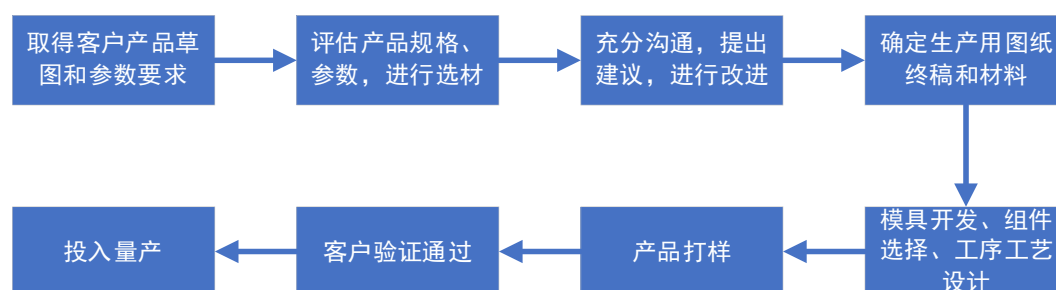 取得客户产品草
图和参数要求
评估产品规格、
参数，进行选材
充分沟通，提出
建议，进行改进
确定生产用图纸
终稿和材料
模具开发、组件
选择、工序工艺
设计
产品打样
客户验证通过
投入量产